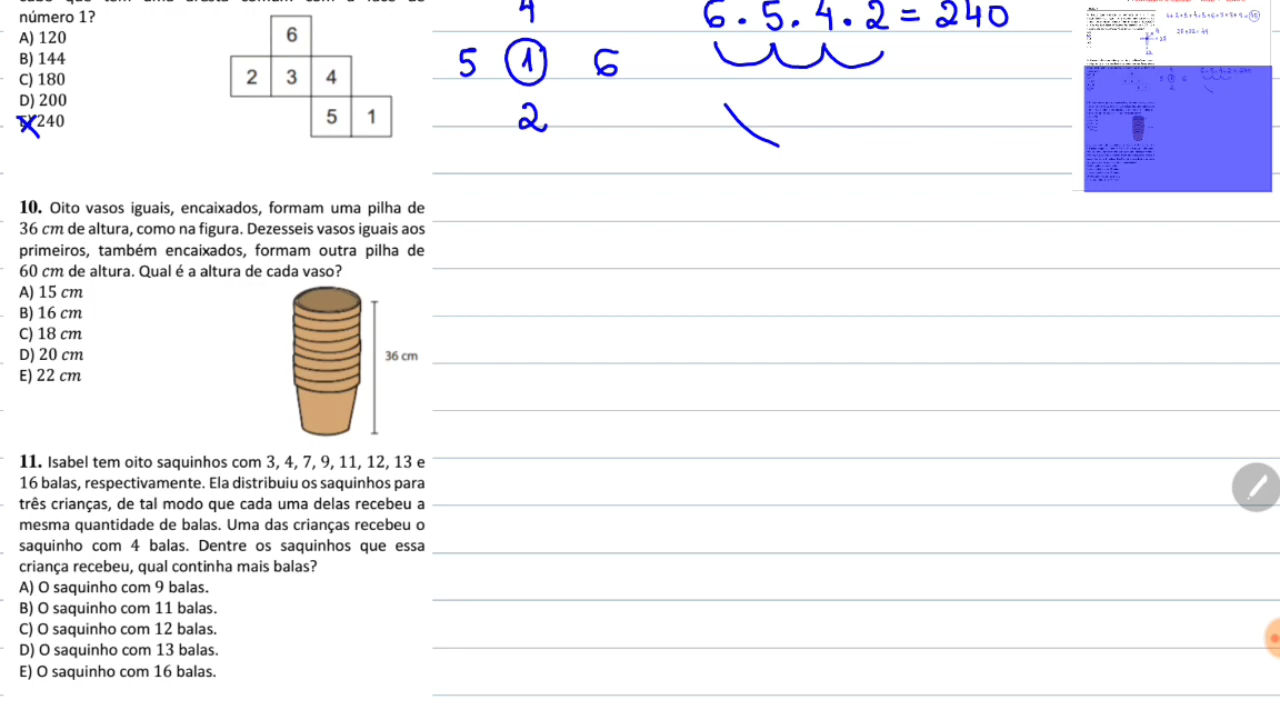 número 1?
A) 120
B) 144
C) 180
D) 200
240
6
2 3 4
5 1
4
5 1 6
2
6 . 5 . 4 . 2 = 240
10. Oito vasos iguais, encaixados, formam uma pilha de
36 cm de altura, como na figura. Dezesseis vasos iguais aos
primeiros, também encaixados, formam outra pilha de
60 cm de altura. Qual é a altura de cada vaso?
A) 15 cm
B) 16 cm
C) 18 cm
D) 20 cm
E) 22 cm
36 cm
11. Isabel tem oito saquinhos com 3, 4, 7, 9, 11, 12, 13 e
16 balas, respectivamente. Ela distribuiu os saquinhos para
três crianças, de tal modo que cada uma delas recebeu a
mesma quantidade de balas. Uma das crianças recebeu o
saquinho com 4 balas. Dentre os saquinhos que essa
criança recebeu, qual continha mais balas?
A) O saquinho com 9 balas.
B) O saquinho com 11 balas.
C) O saquinho com 12 balas.
D) O saquinho com 13 balas.
E) O saquinho com 16 balas.